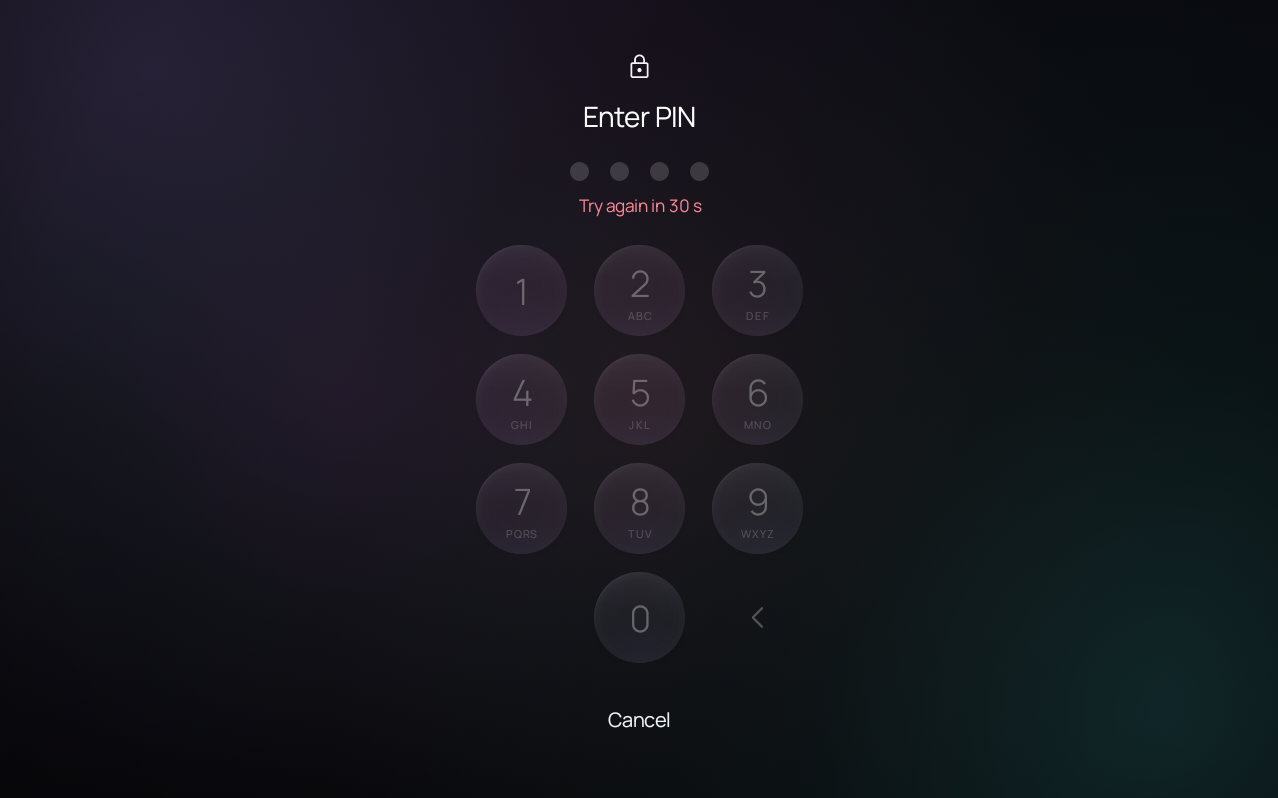 Enter PIN
Try again in 30 s
1
2
ABC
3
DEF
4
GHI
5
JKL
6
MNO
7
PQRS
8
TUV
9
WXYZ
0
Cancel